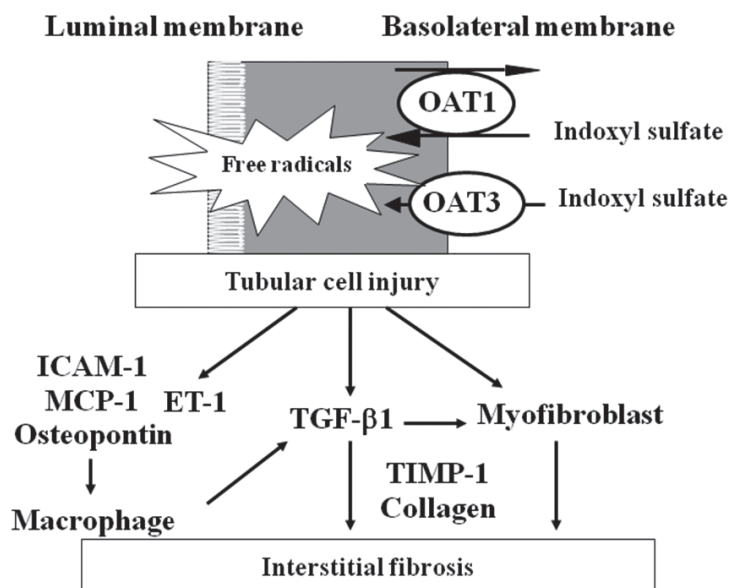 Luminal membrane
Basolateral membrane
OAT1
Indoxyl sulfate
Free radicals
OAT3
Indoxyl sulfate
Tubular cell injury
ICAM-1
MCP-1 ET-1
Osteopontin
TGF-β1
Myofibroblast
TIMP-1
Collagen
Macrophage
Interstitial fibrosis